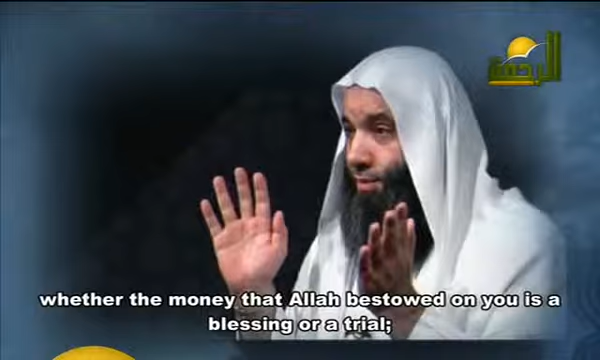 الرحمة
whether the money that Allah bestowed on you is a
blessing or a trial;